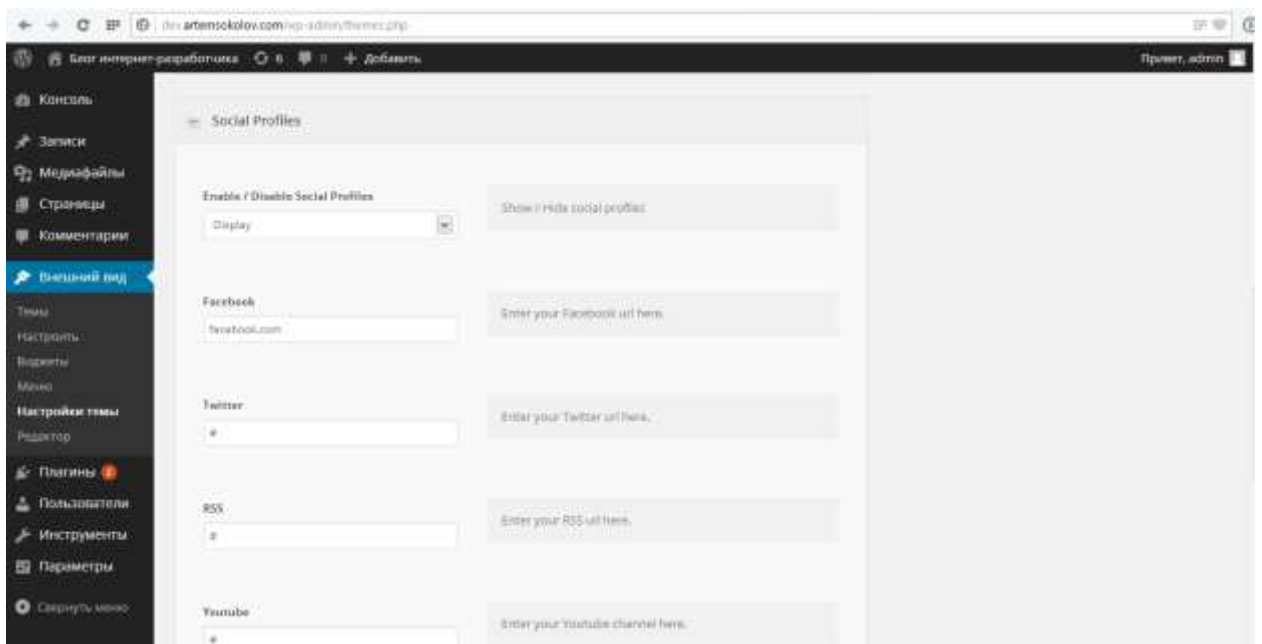 dev.artemsokolov.com/wp-admin/themes.php
Блог интернет-разработчика 6 0 Добавить
Привет, admin
Консоль
Записи
Медиафайлы
Страницы
Комментарии
Внешний вид
Темы
Настроить
Виджеты
Меню
Настройки темы
Редактор
Плагины
Пользователи
Инструменты
Параметры
Свернуть меню
Social Profiles
Enable / Disable Social Profiles
Display
Show / Hide social profiles
Facebook
facebook.com
Enter your Facebook url here.
Twitter
#
Enter your Twitter url here.
RSS
#
Enter your RSS url here.
Youtube
#
Enter your Youtube channel here.